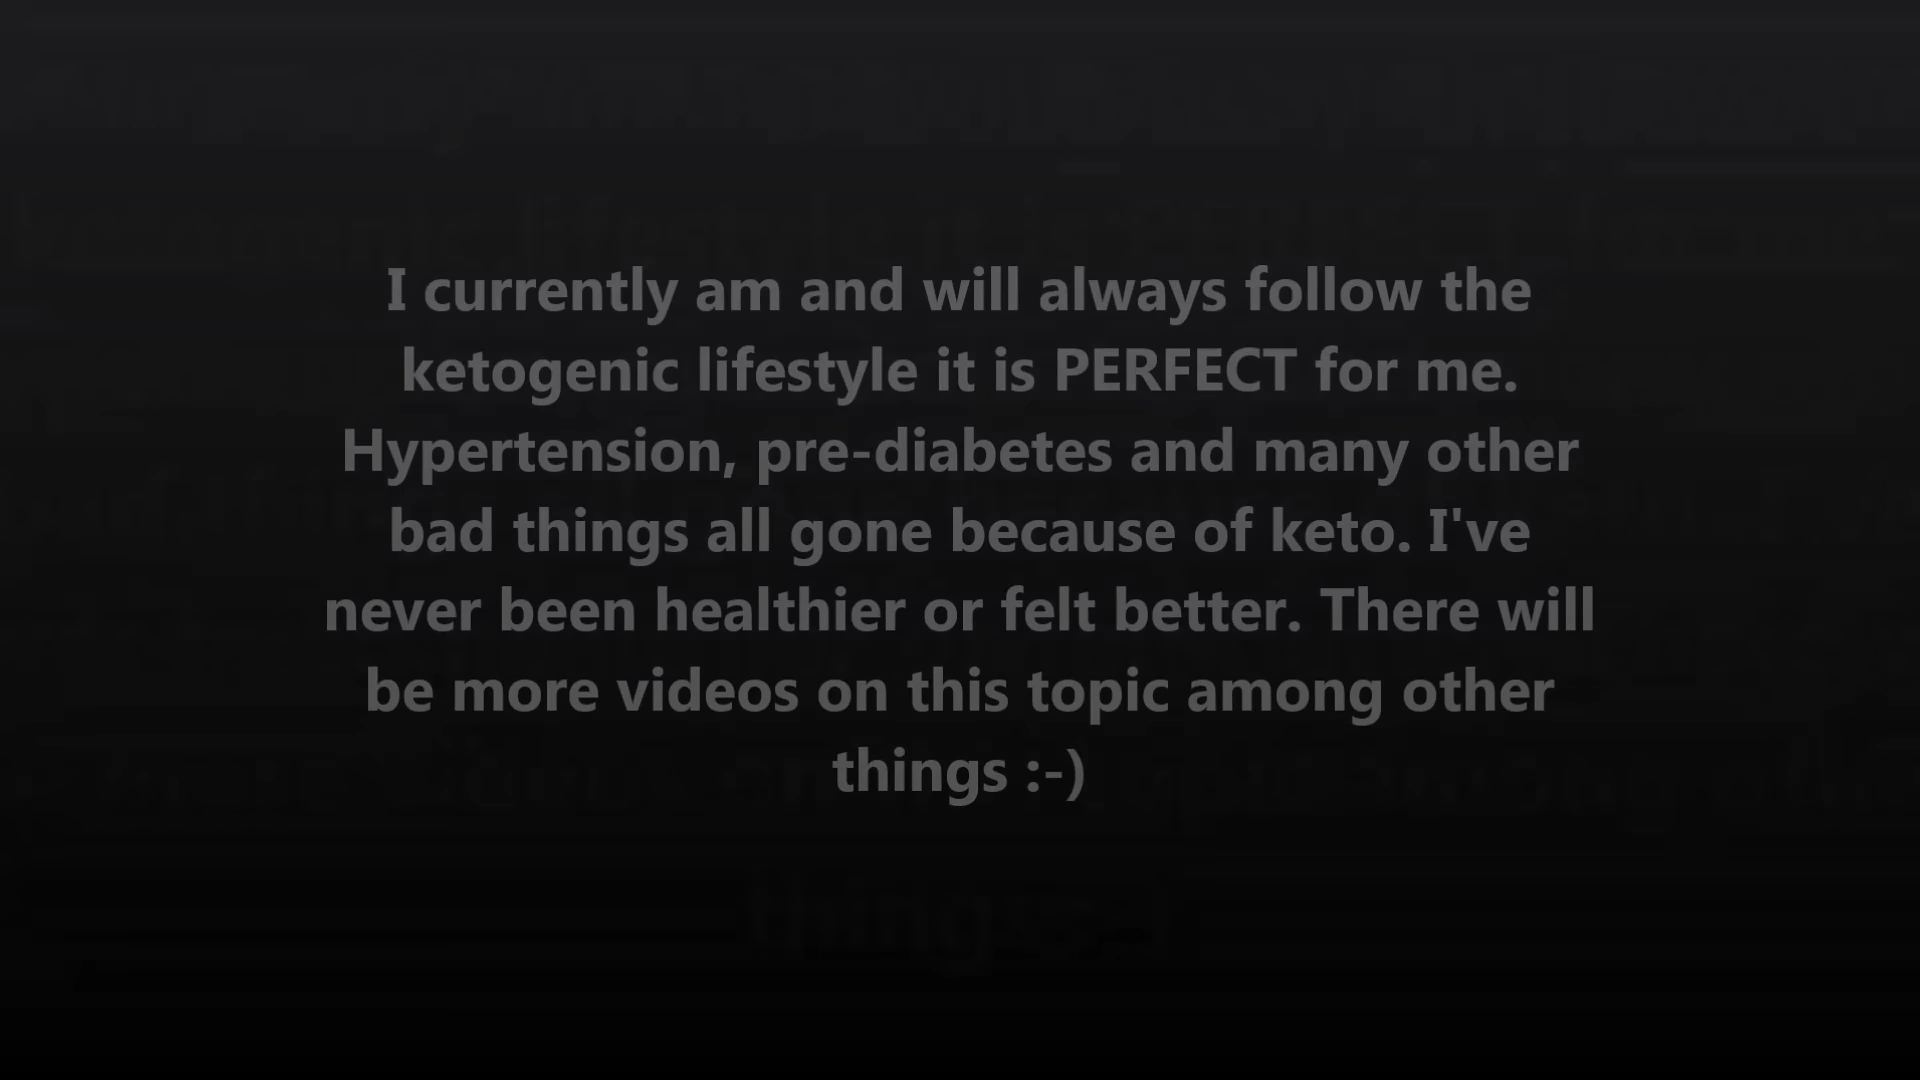 I currently am and will always follow the
ketogenic lifestyle it is PERFECT for me.
Hypertension, pre-diabetes and many other
bad things all gone because of keto. I've
never been healthier or felt better. There will
be more videos on this topic among other
things :-)